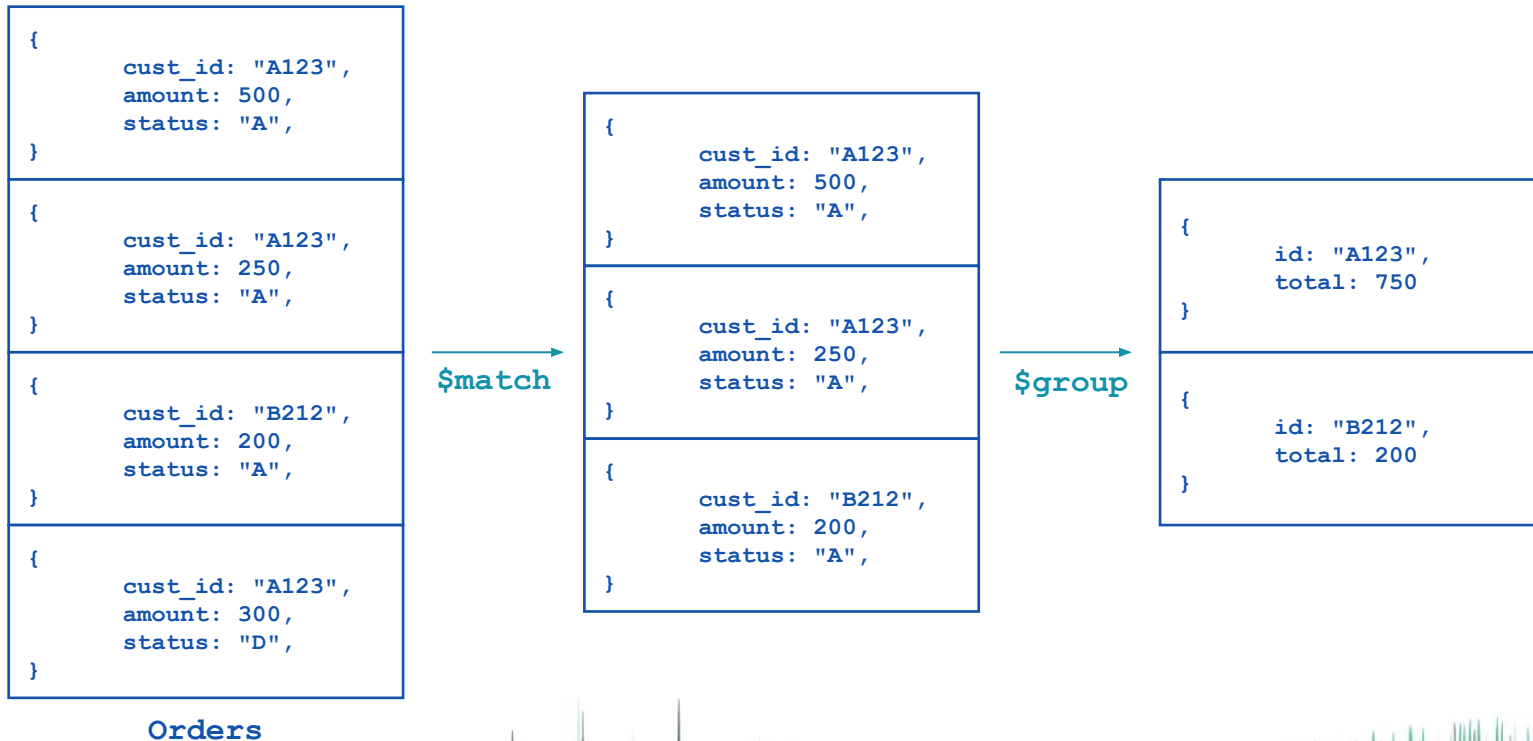 {
cust_id: "A123",
amount: 500,
status: "A",
}
{
cust_id: "A123",
amount: 250,
status: "A",
}
{
cust_id: "B212",
amount: 200,
status: "A",
}
{
cust_id: "A123",
amount: 300,
status: "D",
}
Orders
$match
{
cust_id: "A123",
amount: 500,
status: "A",
}
{
cust_id: "A123",
amount: 250,
status: "A",
}
{
cust_id: "B212",
amount: 200,
status: "A",
}
$group
{
id: "A123",
total: 750
}
{
id: "B212",
total: 200
}